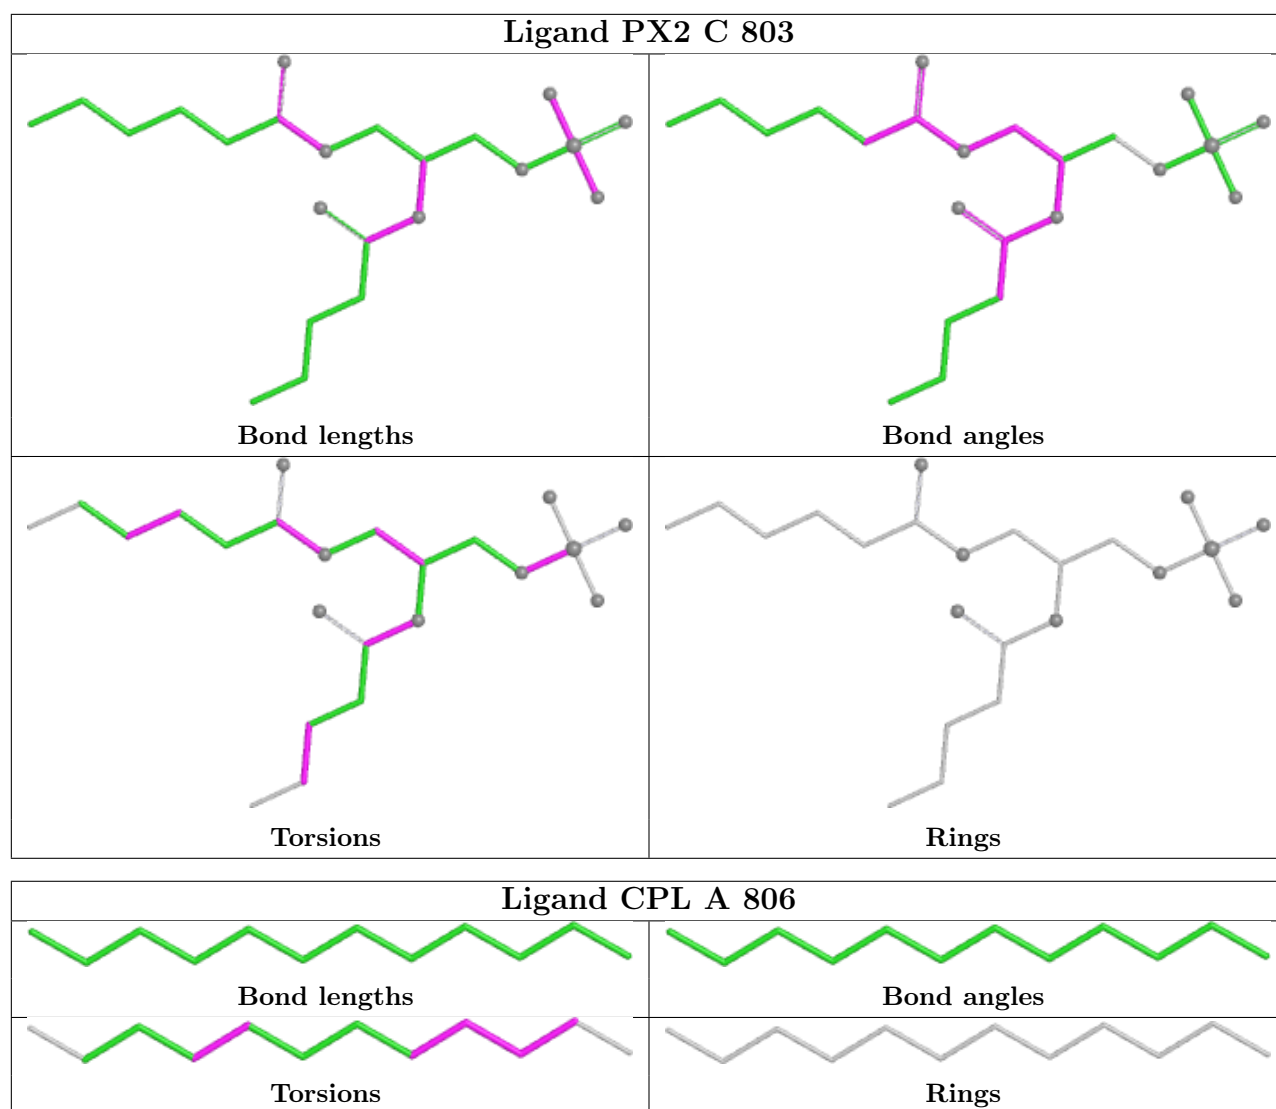 Ligand PX2 C 803
Bond lengths
Bond angles
Torsions
Rings
Ligand CPL A 806
Bond lengths
Bond angles
Torsions
Rings